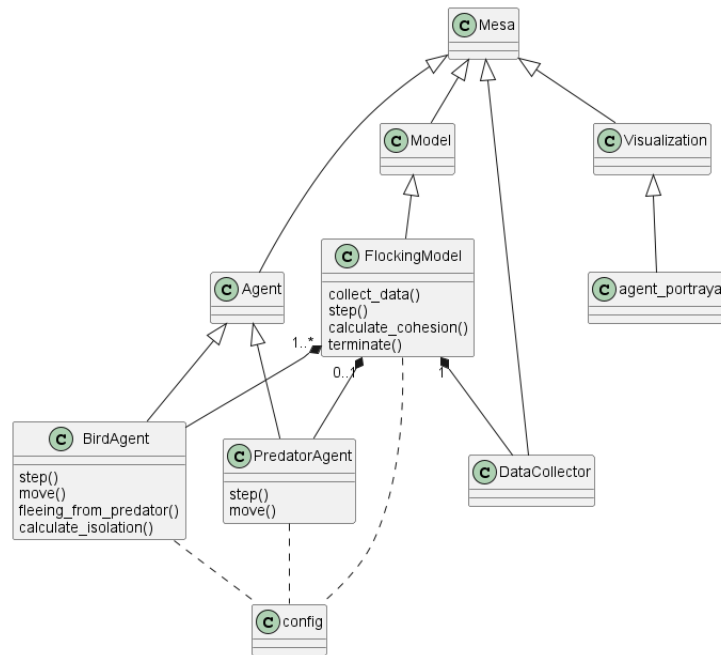 C Mesa
C Model
C Visualization
C FlockingModel
collect_data()
step()
calculate_cohesion()
terminate()
C Agent
C agent_portrayal
1..*
0..1
1
C BirdAgent
step()
move()
fleeing_from_predator()
calculate_isolation()
C PredatorAgent
step()
move()
C DataCollector
C config